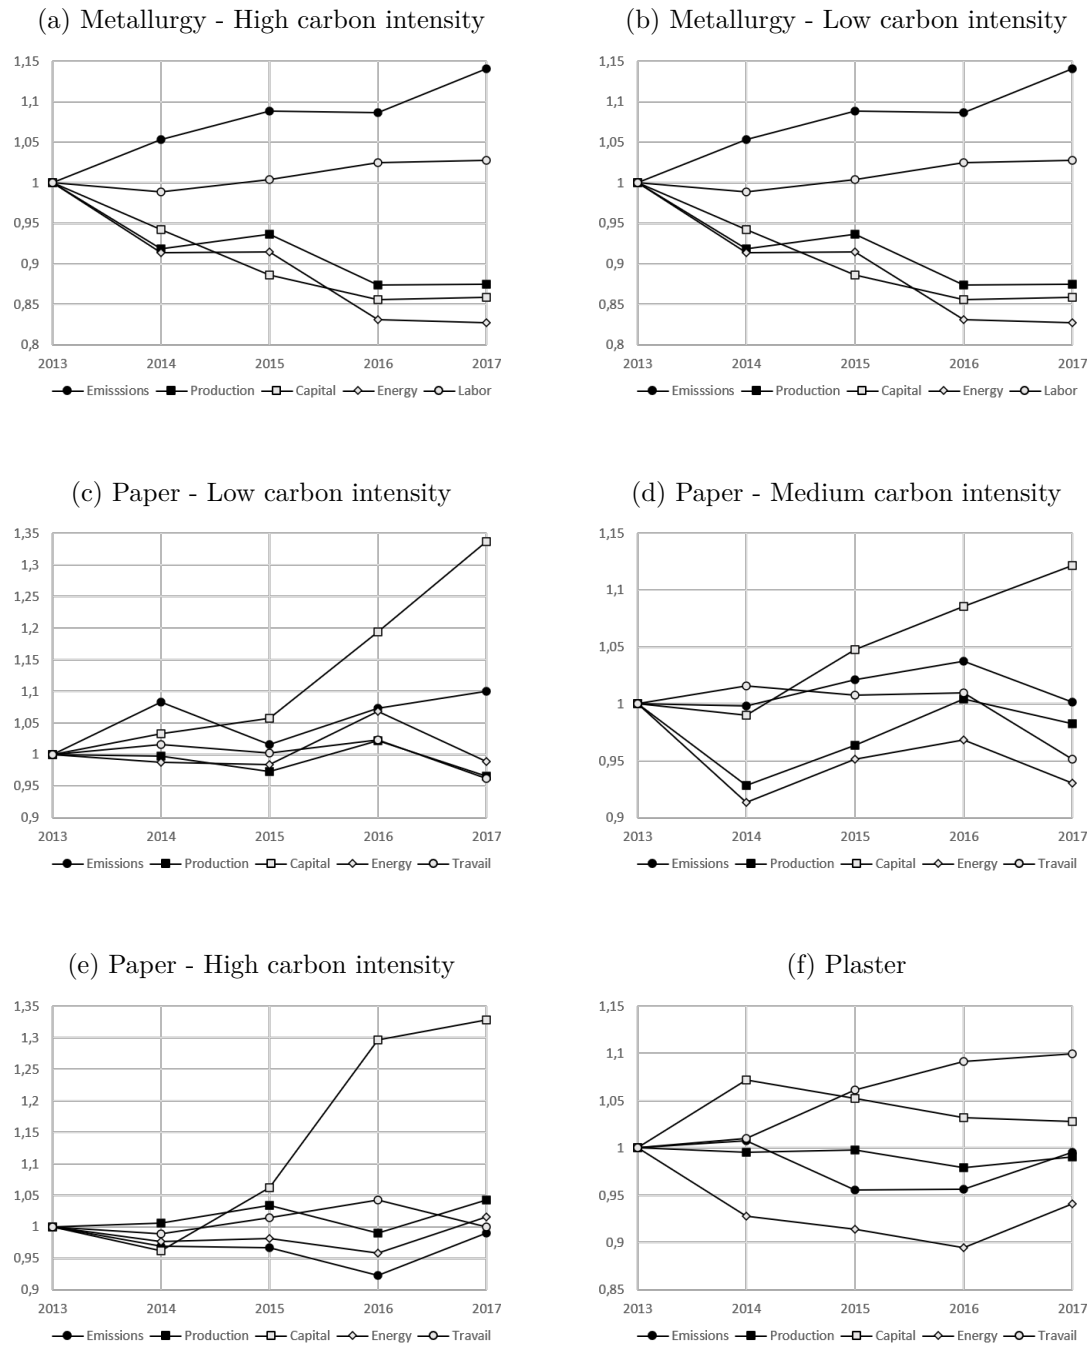 (a) Metallurgy - High carbon intensity
1,15
1,1
1,05
1
0,95
0,9
0,85
0,8
2013 2014 2015 2016 2017
Emisssions Production Capital Energy Labor
(b) Metallurgy - Low carbon intensity
1,15
1,1
1,05
1
0,95
0,9
0,85
0,8
2013 2014 2015 2016 2017
Emisssions Production Capital Energy Labor
(c) Paper - Low carbon intensity
1,35
1,3
1,25
1,2
1,15
1,1
1,05
1
0,95
0,9
2013 2014 2015 2016 2017
Emissions Production Capital Energy Travail
(d) Paper - Medium carbon intensity
1,15
1,1
1,05
1
0,95
0,9
2013 2014 2015 2016 2017
Emissions Production Capital Energy Travail
(e) Paper - High carbon intensity
1,35
1,3
1,25
1,2
1,15
1,1
1,05
1
0,95
0,9
2013 2014 2015 2016 2017
Emissions Production Capital Energy Travail
(f) Plaster
1,15
1,1
1,05
1
0,95
0,9
0,85
2013 2014 2015 2016 2017
Emissions Production Capital Energy Travail